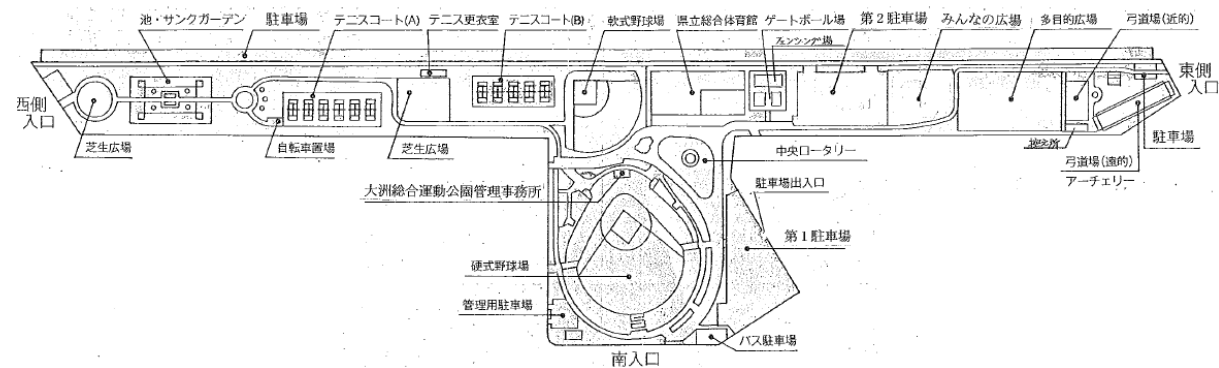 池・サンクガーデン
駐車場
テニスコート(A)
テニス更衣室
テニスコート(B)
軟式野球場
県立総合体育館
ゲートボール場
第2駐車場
みんなの広場
多目的広場
弓道場(近的)
西側
入口
東側
入口
芝生広場
自転車置場
芝生広場
中央ロータリー
駐車場
弓道場(遠的)
アーチェリー
大洲総合運動公園管理事務所
駐車場出入口
第1駐車場
硬式野球場
管理用駐車場
バス駐車場
南入口